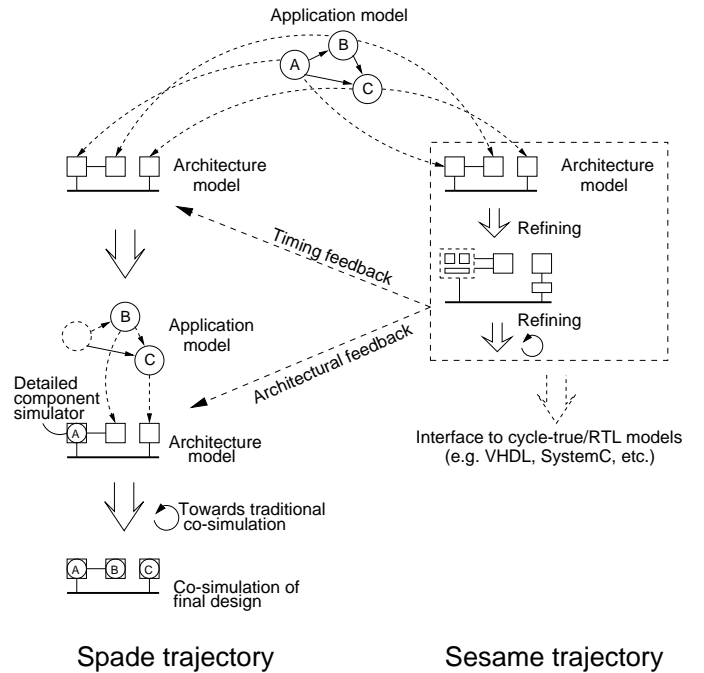 Application model
B
A
C
Architecture
model
Architecture
model
Refining
Timing feedback
B
Application
model
C
Refining
Architectural feedback
Detailed
component
simulator
A
Architecture
model
Interface to cycle-true/RTL models
(e.g. VHDL, SystemC, etc.)
Towards traditional
co-simulation
A
B
C
Co-simulation of
final design
Spade trajectory
Sesame trajectory